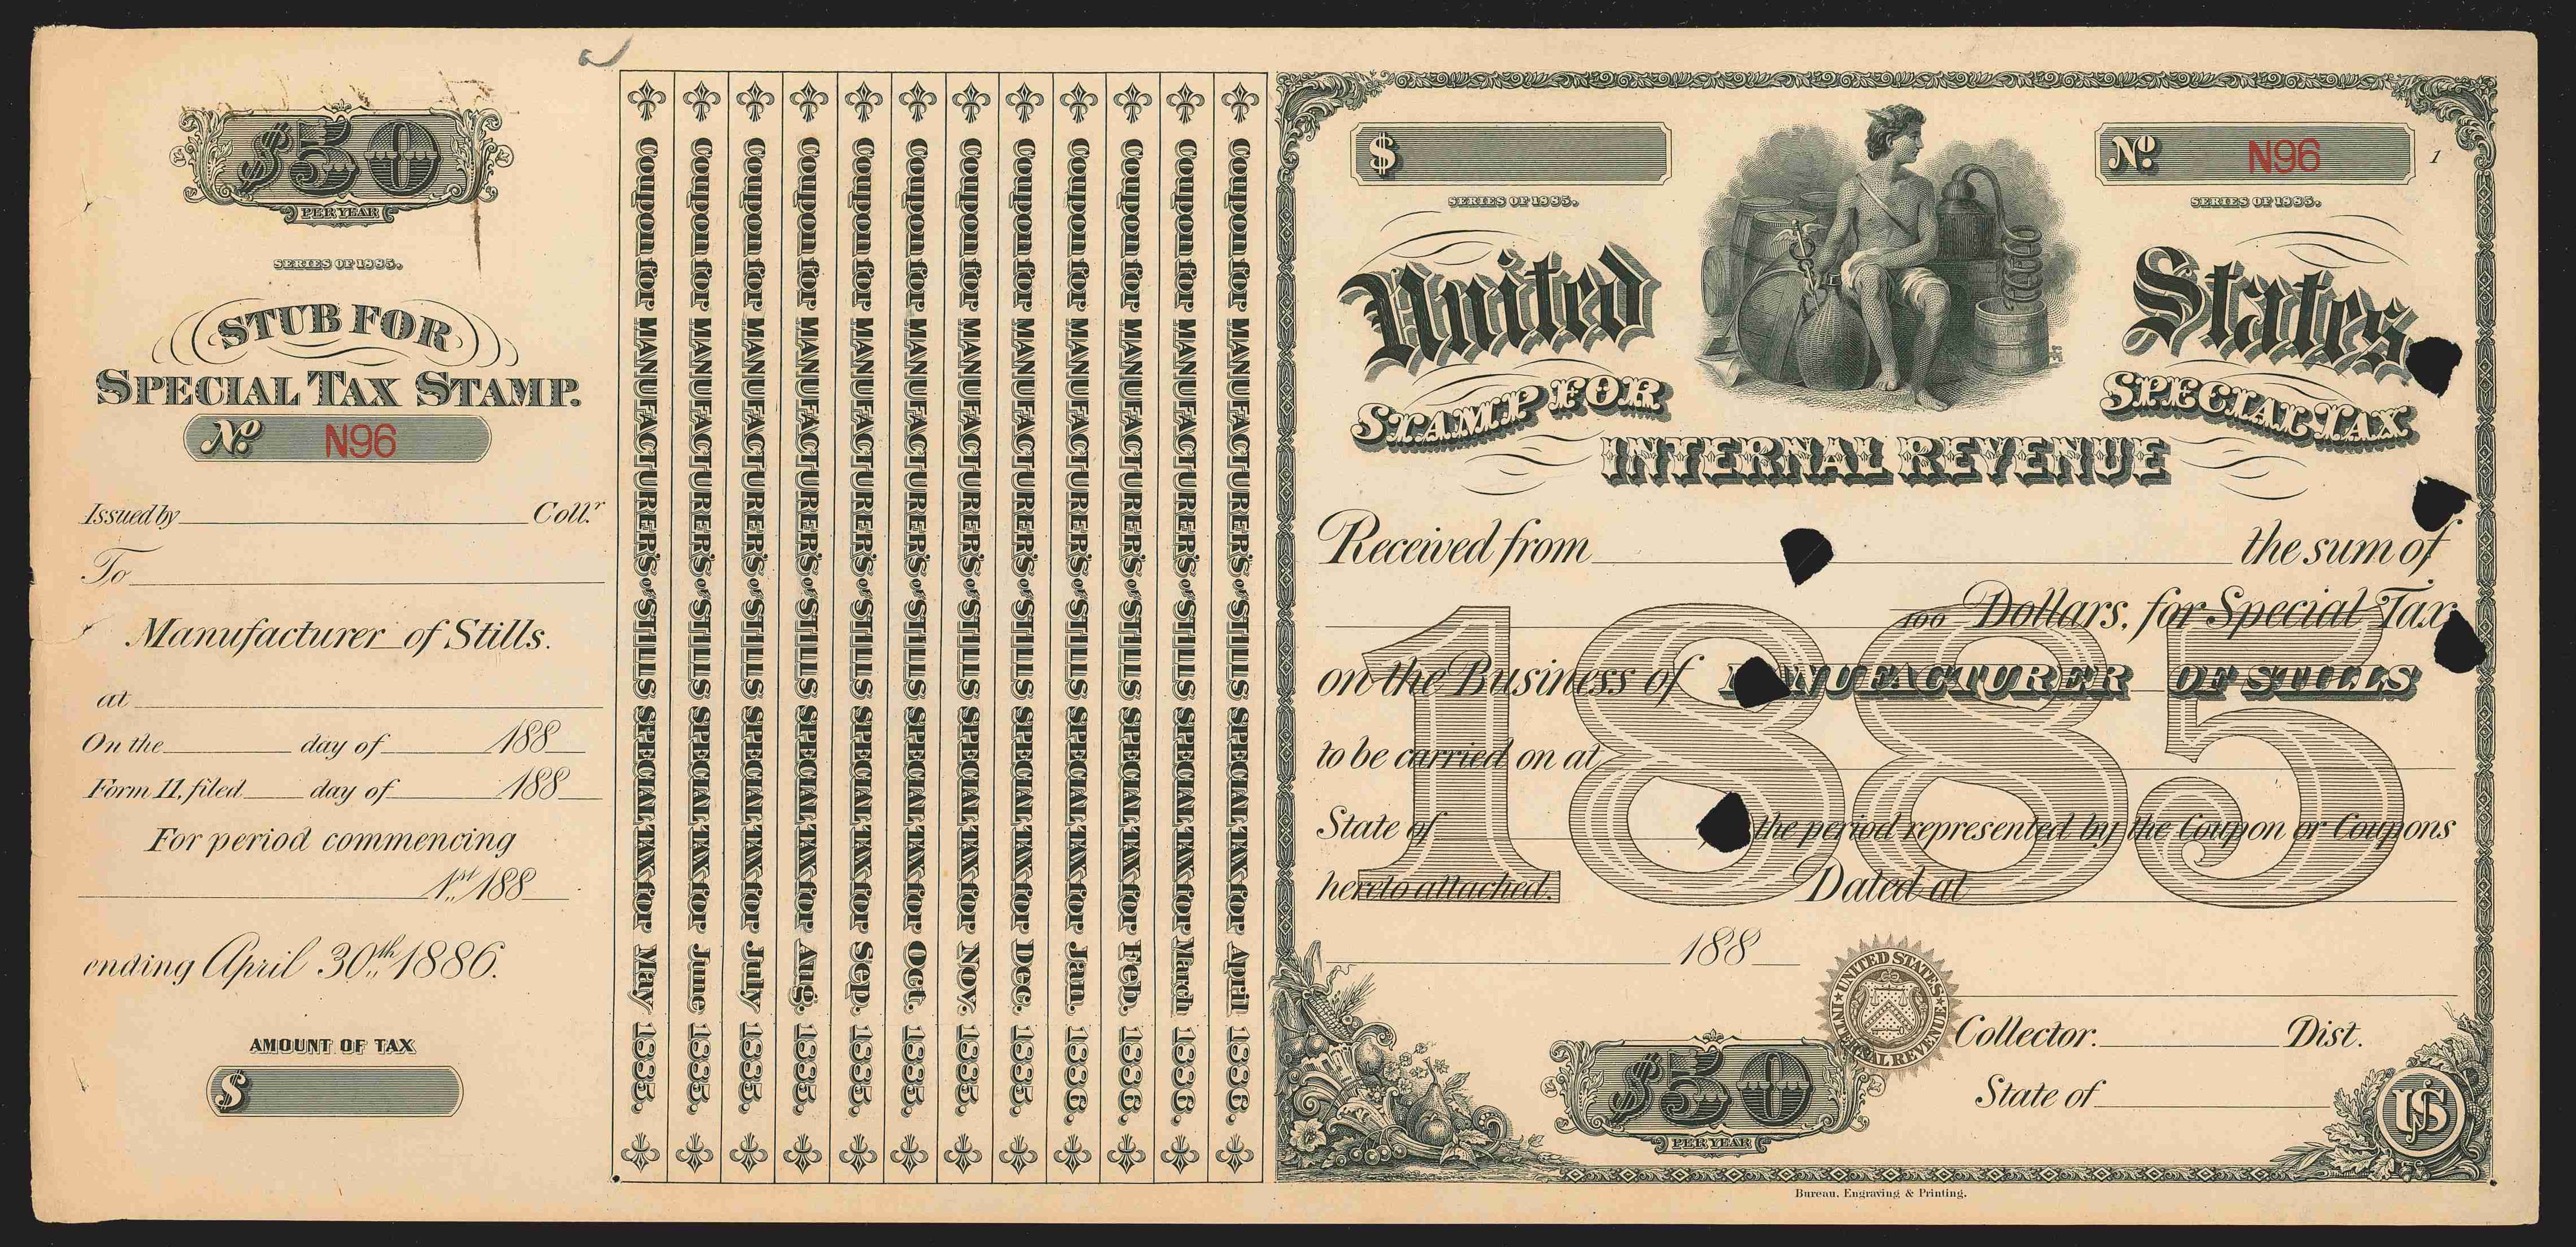 $50
PER YEAR
SERIES OF 1885.
STUB FOR
SPECIAL TAX STAMP.
No. N96
Issued by Coll.r
To
Manufacturer of Stills.
at
On the day of 188
Form 11, filed day of 188
For period commencing
1st 188
ending April 30th 1886.
AMOUNT OF TAX
$
Coupon for MANUFACTURER'S OF STILLS SPECIAL TAX for May 1885.
Coupon for MANUFACTURER'S OF STILLS SPECIAL TAX for June 1885.
Coupon for MANUFACTURER'S OF STILLS SPECIAL TAX for July 1885.
Coupon for MANUFACTURER'S OF STILLS SPECIAL TAX for Aug. 1885.
Coupon for MANUFACTURER'S OF STILLS SPECIAL TAX for Sep. 1885.
Coupon for MANUFACTURER'S OF STILLS SPECIAL TAX for Oct. 1885.
Coupon for MANUFACTURER'S OF STILLS SPECIAL TAX for Nov. 1885.
Coupon for MANUFACTURER'S OF STILLS SPECIAL TAX for Dec. 1885.
Coupon for MANUFACTURER'S OF STILLS SPECIAL TAX for Jan. 1886.
Coupon for MANUFACTURER'S OF STILLS SPECIAL TAX for Feb. 1886.
Coupon for MANUFACTURER'S OF STILLS SPECIAL TAX for March 1886.
Coupon for MANUFACTURER'S OF STILLS SPECIAL TAX for April 1886.
$ No. N96 1
SERIES OF 1885. SERIES OF 1885.
United States
STAMP FOR SPECIAL TAX
INTERNAL REVENUE
Received from the sum of
100 Dollars, for Special Tax
on the Business of MANUFACTURER OF STILLS
1885
to be carried on at
State of the period represented by the Coupon or Coupons
hereto attached. Dated at
188
UNITED STATES INTERNAL REVENUE
Collector. Dist.
$50
PER YEAR
State of
US
Bureau, Engraving & Printing.